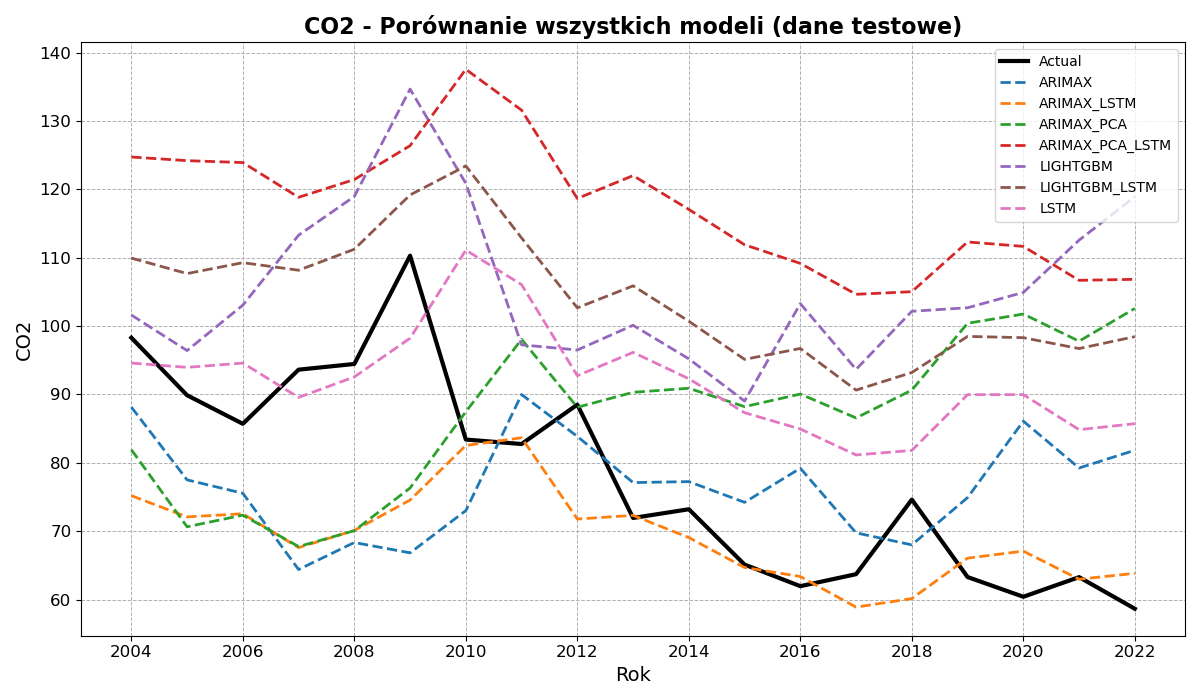 CO2 - Porównanie wszystkich modeli (dane testowe)
CO2
140
130
120
110
100
90
80
70
60
Actual
ARIMAX
ARIMAX_LSTM
ARIMAX_PCA
ARIMAX_PCA_LSTM
LIGHTGBM
LIGHTGBM_LSTM
LSTM
2004 2006 2008 2010 2012 2014 2016 2018 2020 2022
Rok